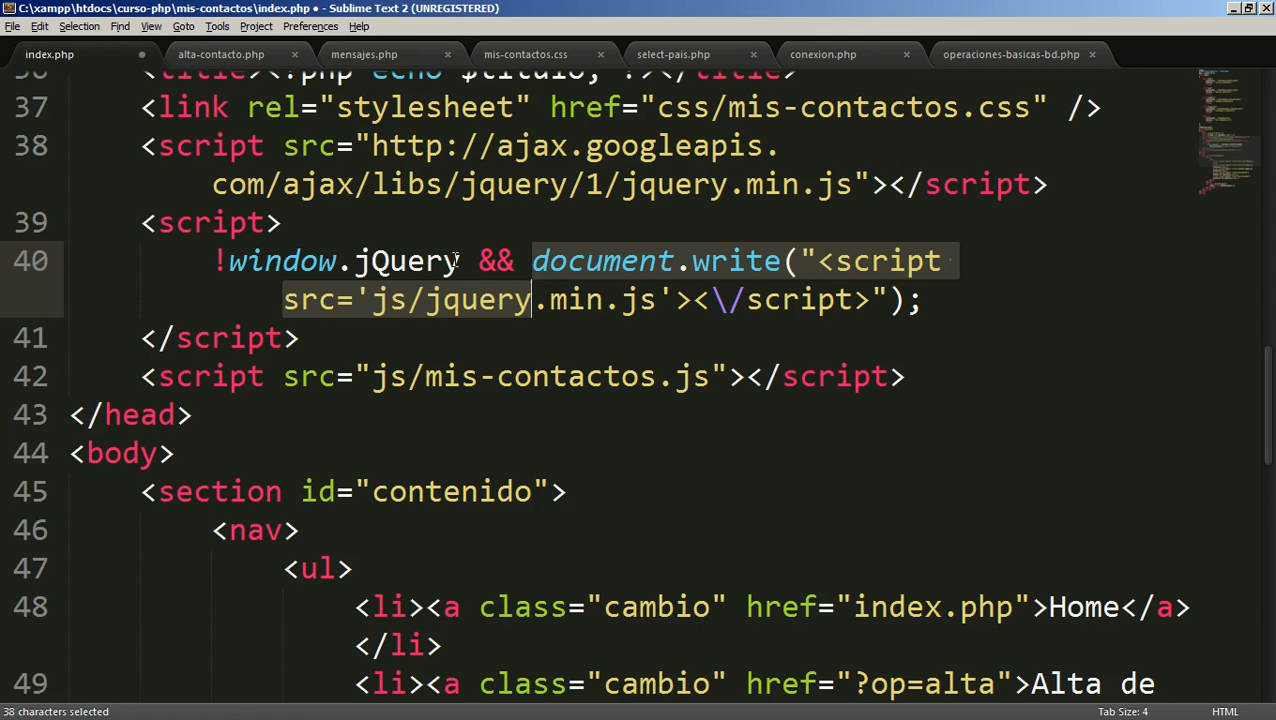 C:\xampp\htdocs\curso-php\mis-contactos\index.php • - Sublime Text 2 (UNREGISTERED)
File Edit Selection Find View Goto Tools Project Preferences Help
index.php alta-contacto.php mensajes.php mis-contactos.css select-pais.php conexion.php operaciones-basicas-bd.php
36 <title><?php echo $titulo; ?></title>
37 <link rel="stylesheet" href="css/mis-contactos.css" />
38 <script src="http://ajax.googleapis.
com/ajax/libs/jquery/1/jquery.min.js"></script>
39 <script>
40 !window.jQuery && document.write("<script
src='js/jquery.min.js'><\/script>");
41 </script>
42 <script src="js/mis-contactos.js"></script>
43 </head>
44 <body>
45 <section id="contenido">
46 <nav>
47 <ul>
48 <li><a class="cambio" href="index.php">Home</a>
</li>
49 <li><a class="cambio" href="?op=alta">Alta de
38 characters selected Tab Size: 4 HTML